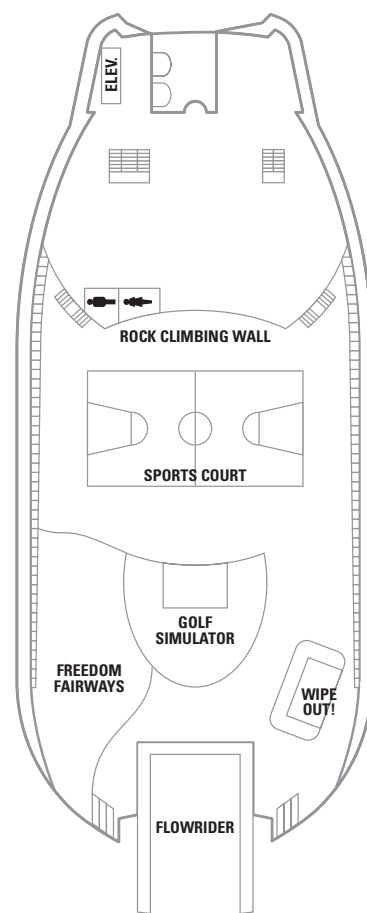 ELEV.
ROCK CLIMBING WALL
SPORTS COURT
GOLF
SIMULATOR
FREEDOM
FAIRWAYS
WIPE
OUT!
FLOWRIDER